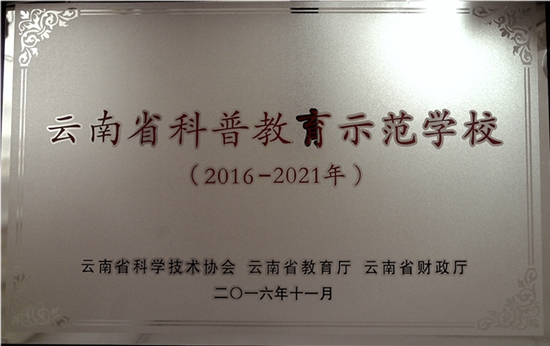 云南省科普教育示范学校
（2016-2021年）
云南省科学技术协会 云南省教育厅 云南省财政厅
二〇一六年十一月